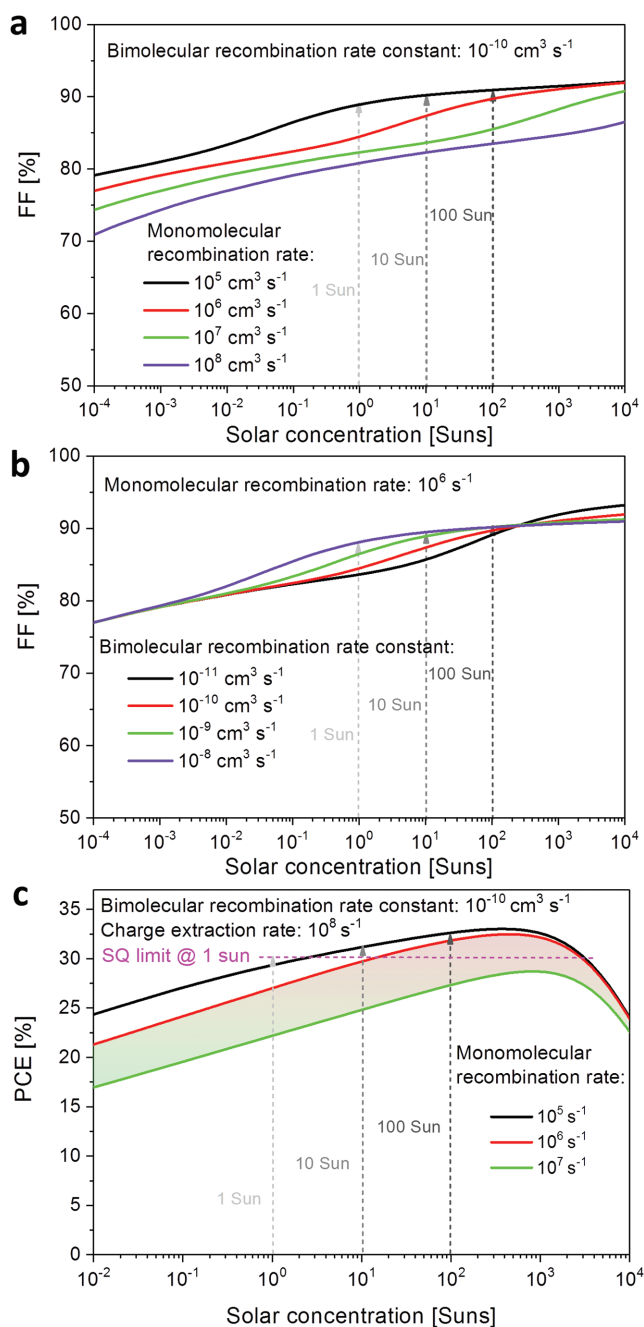 a
100
90
80
70
60
50
FF [%]
Bimolecular recombination rate constant: 10⁻¹⁰ cm³ s⁻¹
Monomolecular
recombination rate:
10⁵ cm³ s⁻¹
10⁶ cm³ s⁻¹
10⁷ cm³ s⁻¹
10⁸ cm³ s⁻¹
1 Sun
10 Sun
100 Sun
10⁻⁴ 10⁻³ 10⁻² 10⁻¹ 10⁰ 10¹ 10² 10³ 10⁴
Solar concentration [Suns]
b
100
90
80
70
60
50
FF [%]
Monomolecular recombination rate: 10⁶ s⁻¹
Bimolecular recombination rate constant:
10⁻¹¹ cm³ s⁻¹
10⁻¹⁰ cm³ s⁻¹
10⁻⁹ cm³ s⁻¹
10⁻⁸ cm³ s⁻¹
1 Sun
10 Sun
100 Sun
10⁻⁴ 10⁻³ 10⁻² 10⁻¹ 10⁰ 10¹ 10² 10³ 10⁴
Solar concentration [Suns]
c
35
30
25
20
15
10
5
0
PCE [%]
Bimolecular recombination rate constant: 10⁻¹⁰ cm³ s⁻¹
Charge extraction rate: 10⁸ s⁻¹
SQ limit @ 1 sun
Monomolecular
recombination rate:
10⁵ s⁻¹
10⁶ s⁻¹
10⁷ s⁻¹
1 Sun
10 Sun
100 Sun
10⁻² 10⁻¹ 10⁰ 10¹ 10² 10³ 10⁴
Solar concentration [Suns]